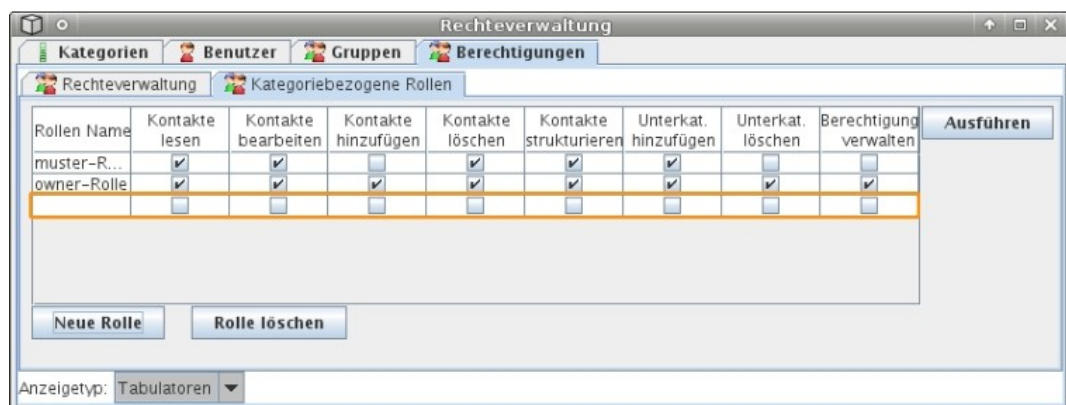 Rechteverwaltung
Kategorien Benutzer Gruppen Berechtigungen
Rechteverwaltung Kategoriebezogene Rollen
Rollen Name Kontakte lesen Kontakte bearbeiten Kontakte hinzufügen Kontakte löschen Kontakte strukturieren Unterkat. hinzufügen Unterkat. löschen Berechtigung verwalten Ausführen
muster-R...
owner-Rolle
Neue Rolle Rolle löschen
Anzeigetyp: Tabulatoren